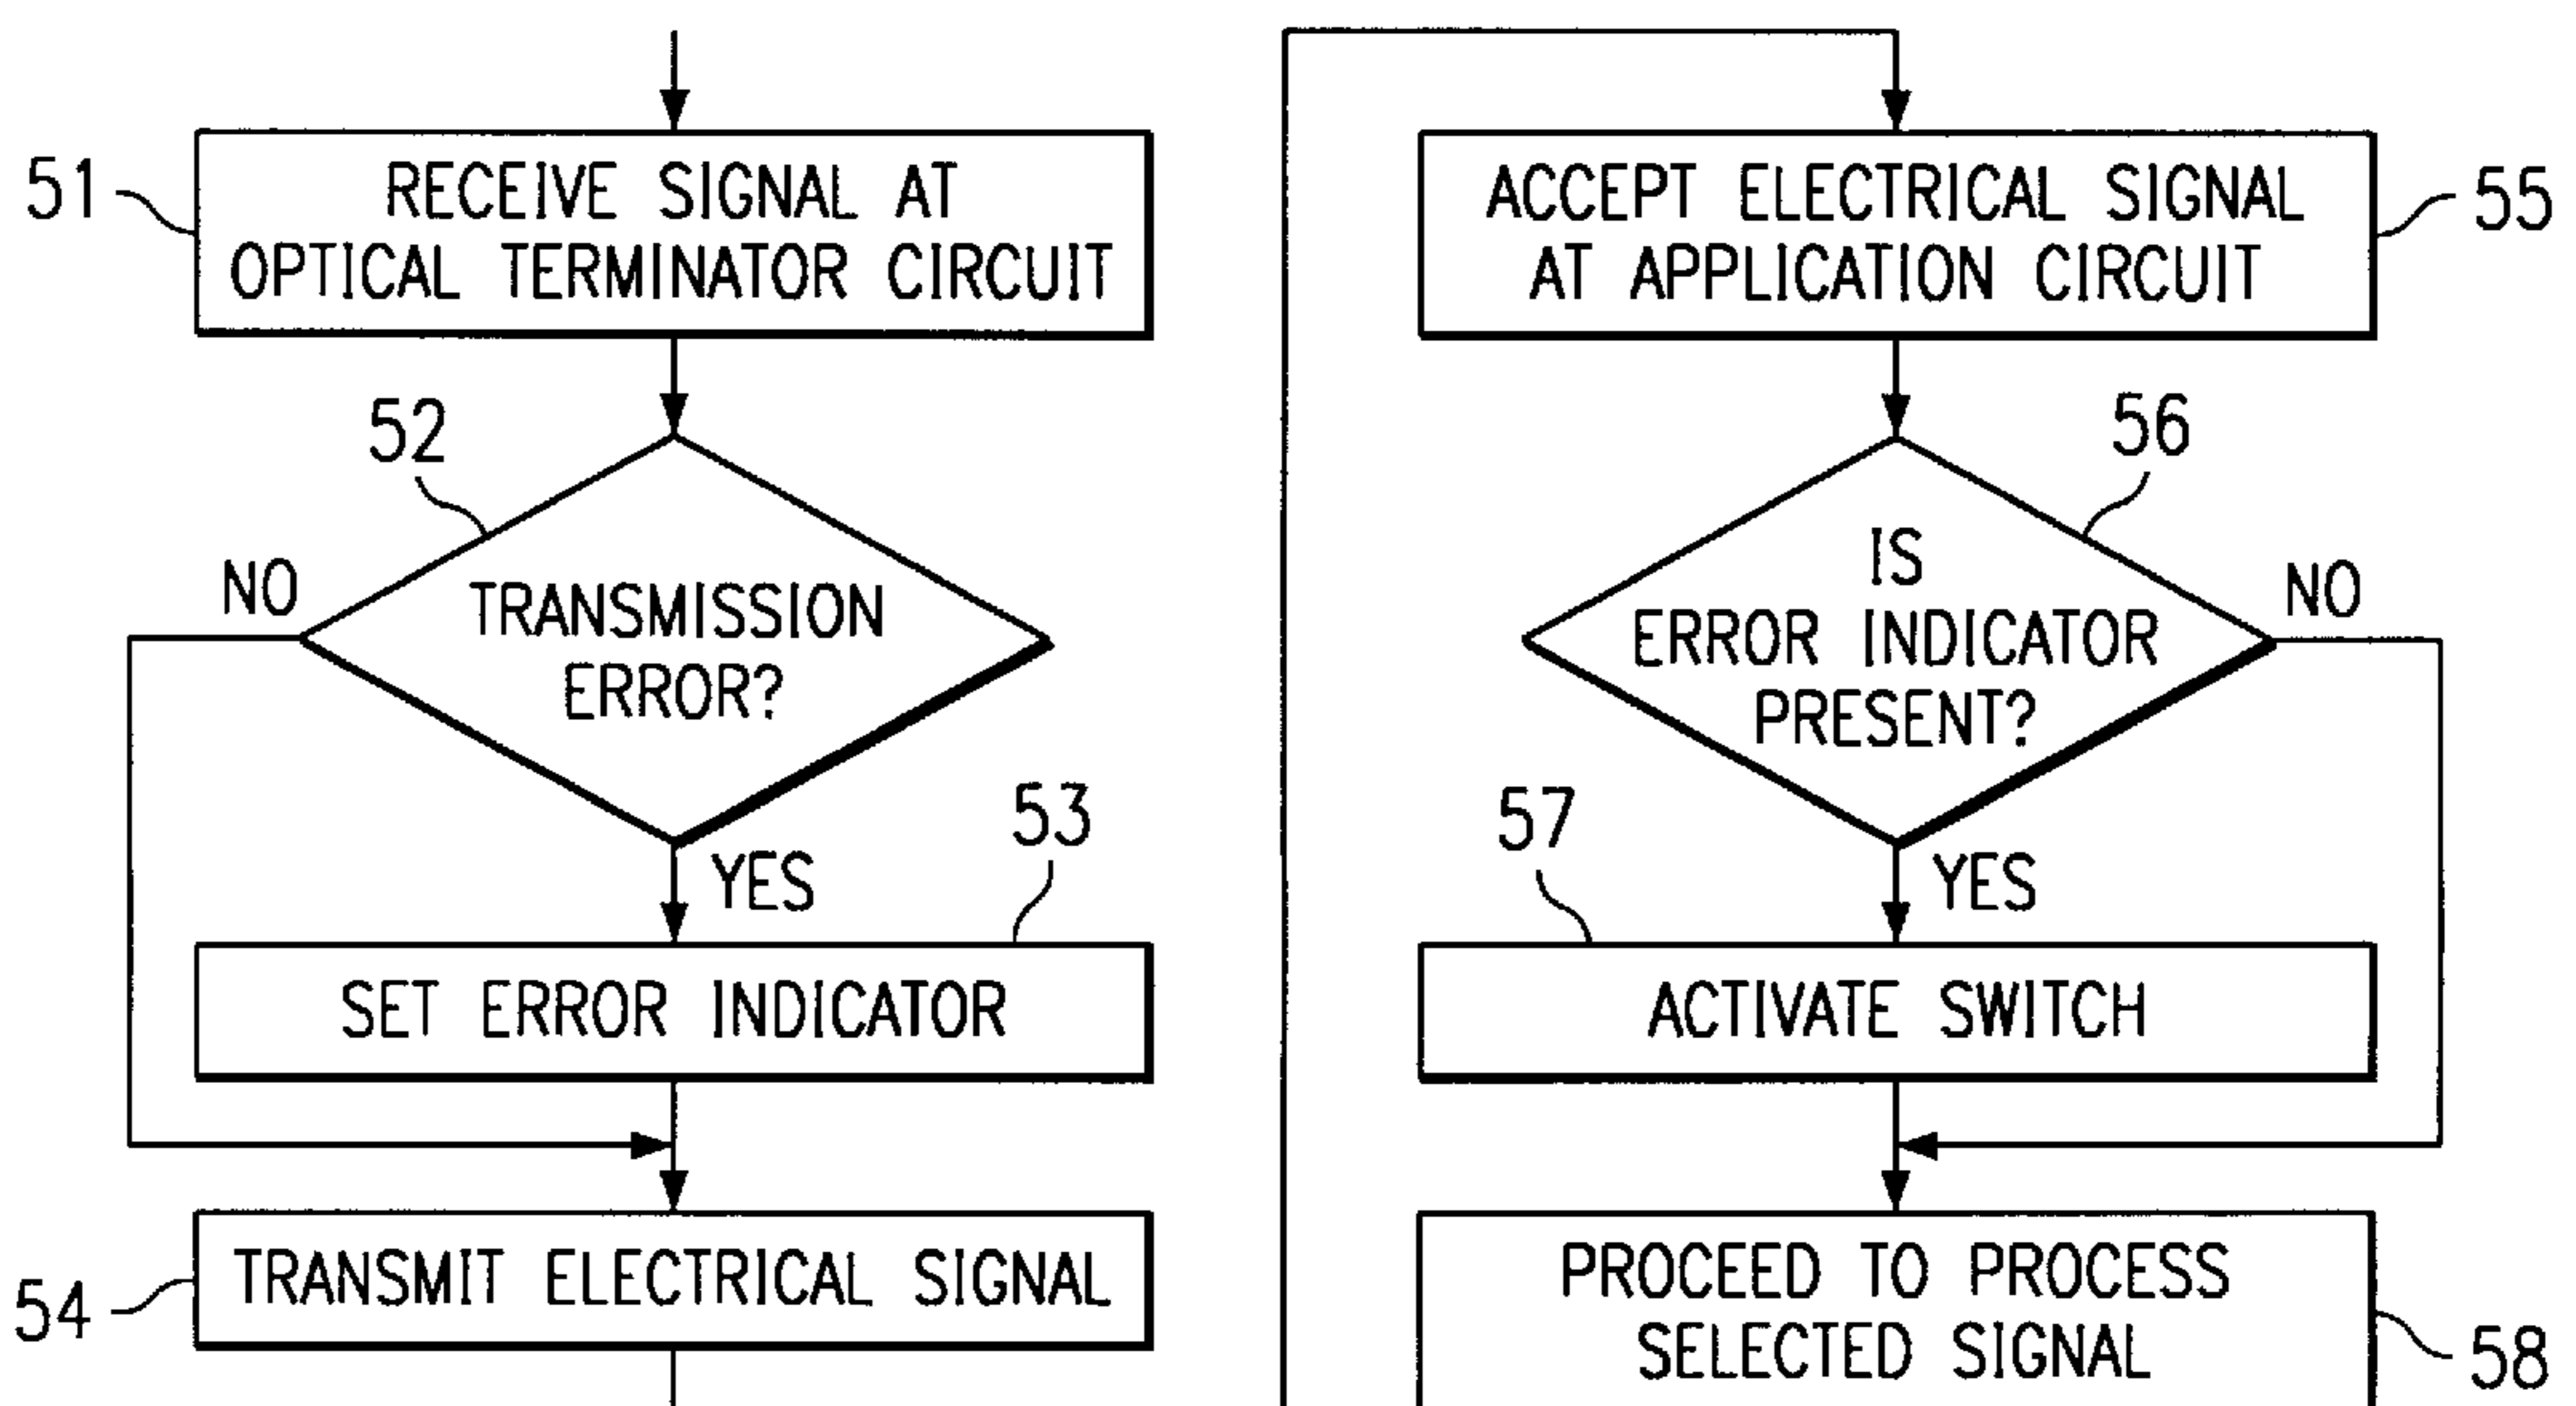 51
RECEIVE SIGNAL AT
OPTICAL TERMINATOR CIRCUIT
52
NO
TRANSMISSION
ERROR?
YES
53
SET ERROR INDICATOR
54
TRANSMIT ELECTRICAL SIGNAL
ACCEPT ELECTRICAL SIGNAL
AT APPLICATION CIRCUIT
55
56
IS
ERROR INDICATOR
PRESENT?
NO
57
YES
ACTIVATE SWITCH
PROCEED TO PROCESS
SELECTED SIGNAL
58